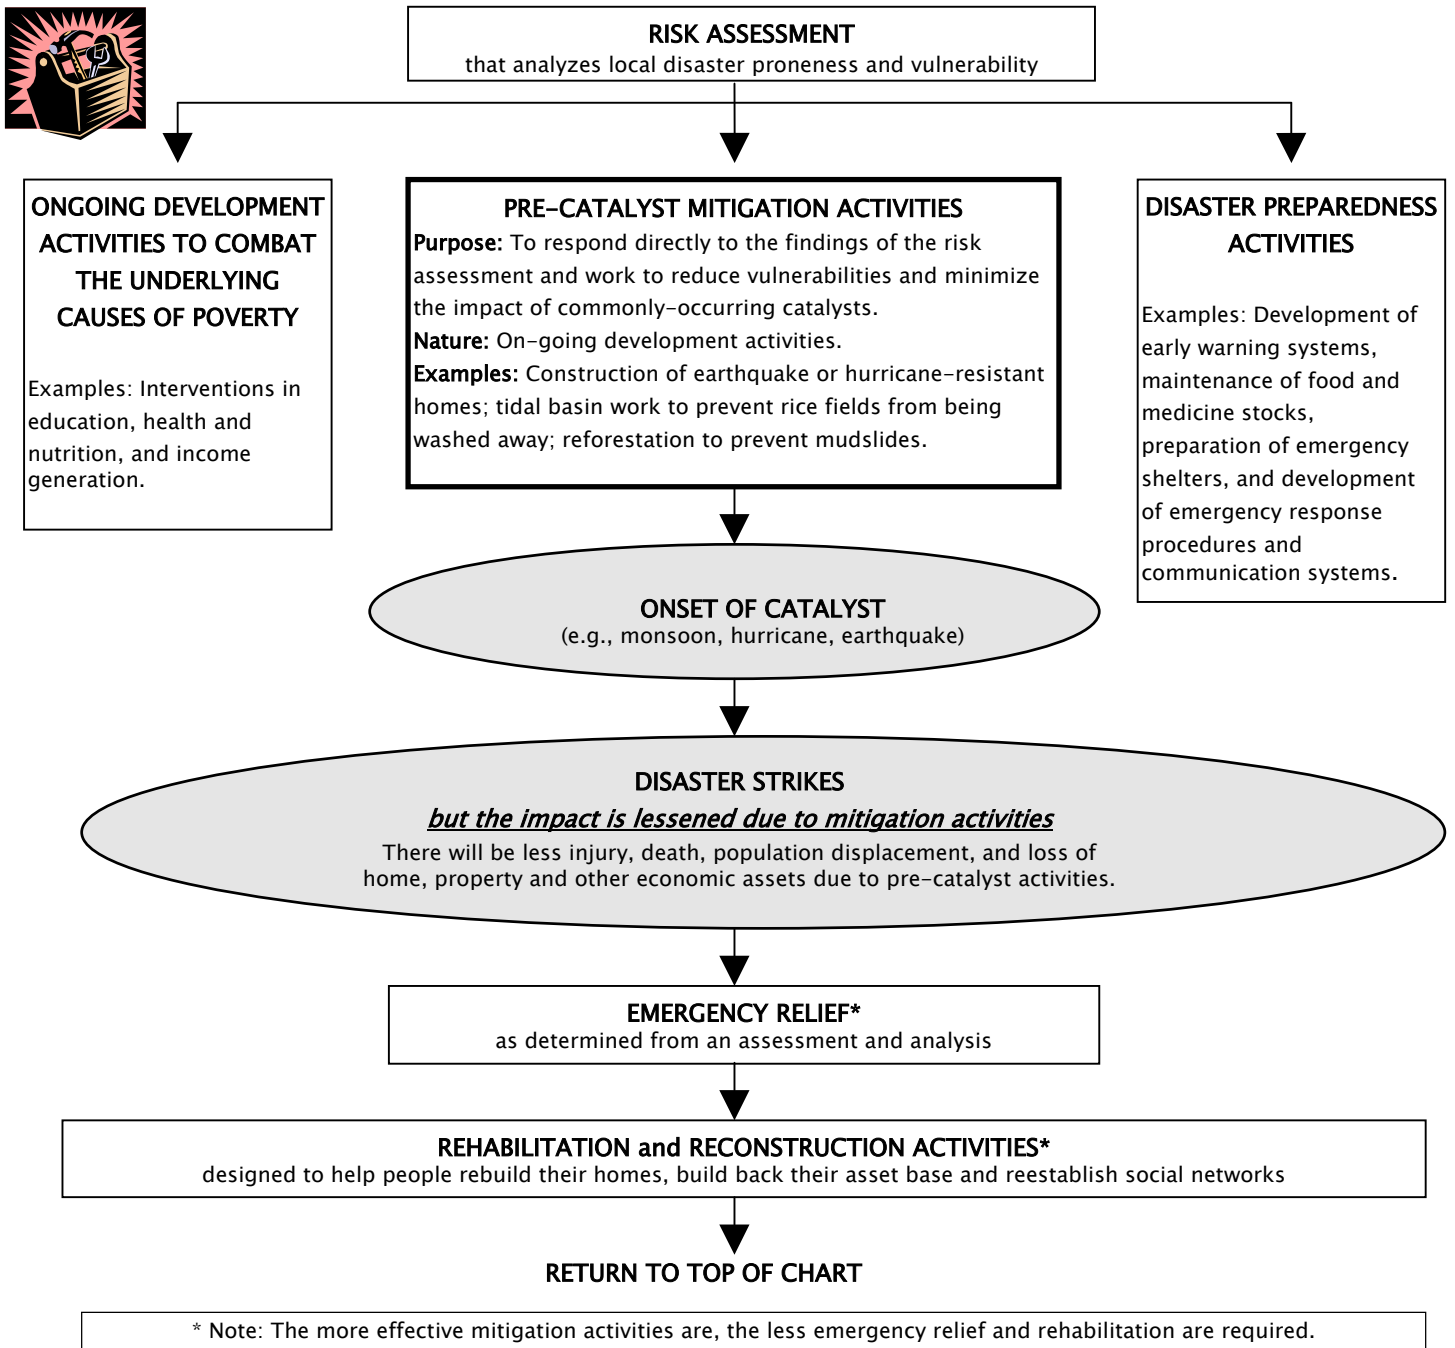 RISK ASSESSMENT
that analyzes local disaster proneness and vulnerability
ONGOING DEVELOPMENT
ACTIVITIES TO COMBAT
THE UNDERLYING
CAUSES OF POVERTY
Examples: Interventions in
education, health and
nutrition, and income
generation.
PRE-CATALYST MITIGATION ACTIVITIES
Purpose: To respond directly to the findings of the risk
assessment and work to reduce vulnerabilities and minimize
the impact of commonly-occurring catalysts.
Nature: On-going development activities.
Examples: Construction of earthquake or hurricane-resistant
homes; tidal basin work to prevent rice fields from being
washed away; reforestation to prevent mudslides.
DISASTER PREPAREDNESS
ACTIVITIES
Examples: Development of
early warning systems,
maintenance of food and
medicine stocks,
preparation of emergency
shelters, and development
of emergency response
procedures and
communication systems.
ONSET OF CATALYST
(e.g., monsoon, hurricane, earthquake)
DISASTER STRIKES
but the impact is lessened due to mitigation activities
There will be less injury, death, population displacement, and loss of
home, property and other economic assets due to pre-catalyst activities.
EMERGENCY RELIEF*
as determined from an assessment and analysis
REHABILITATION and RECONSTRUCTION ACTIVITIES*
designed to help people rebuild their homes, build back their asset base and reestablish social networks
RETURN TO TOP OF CHART
* Note: The more effective mitigation activities are, the less emergency relief and rehabilitation are required.